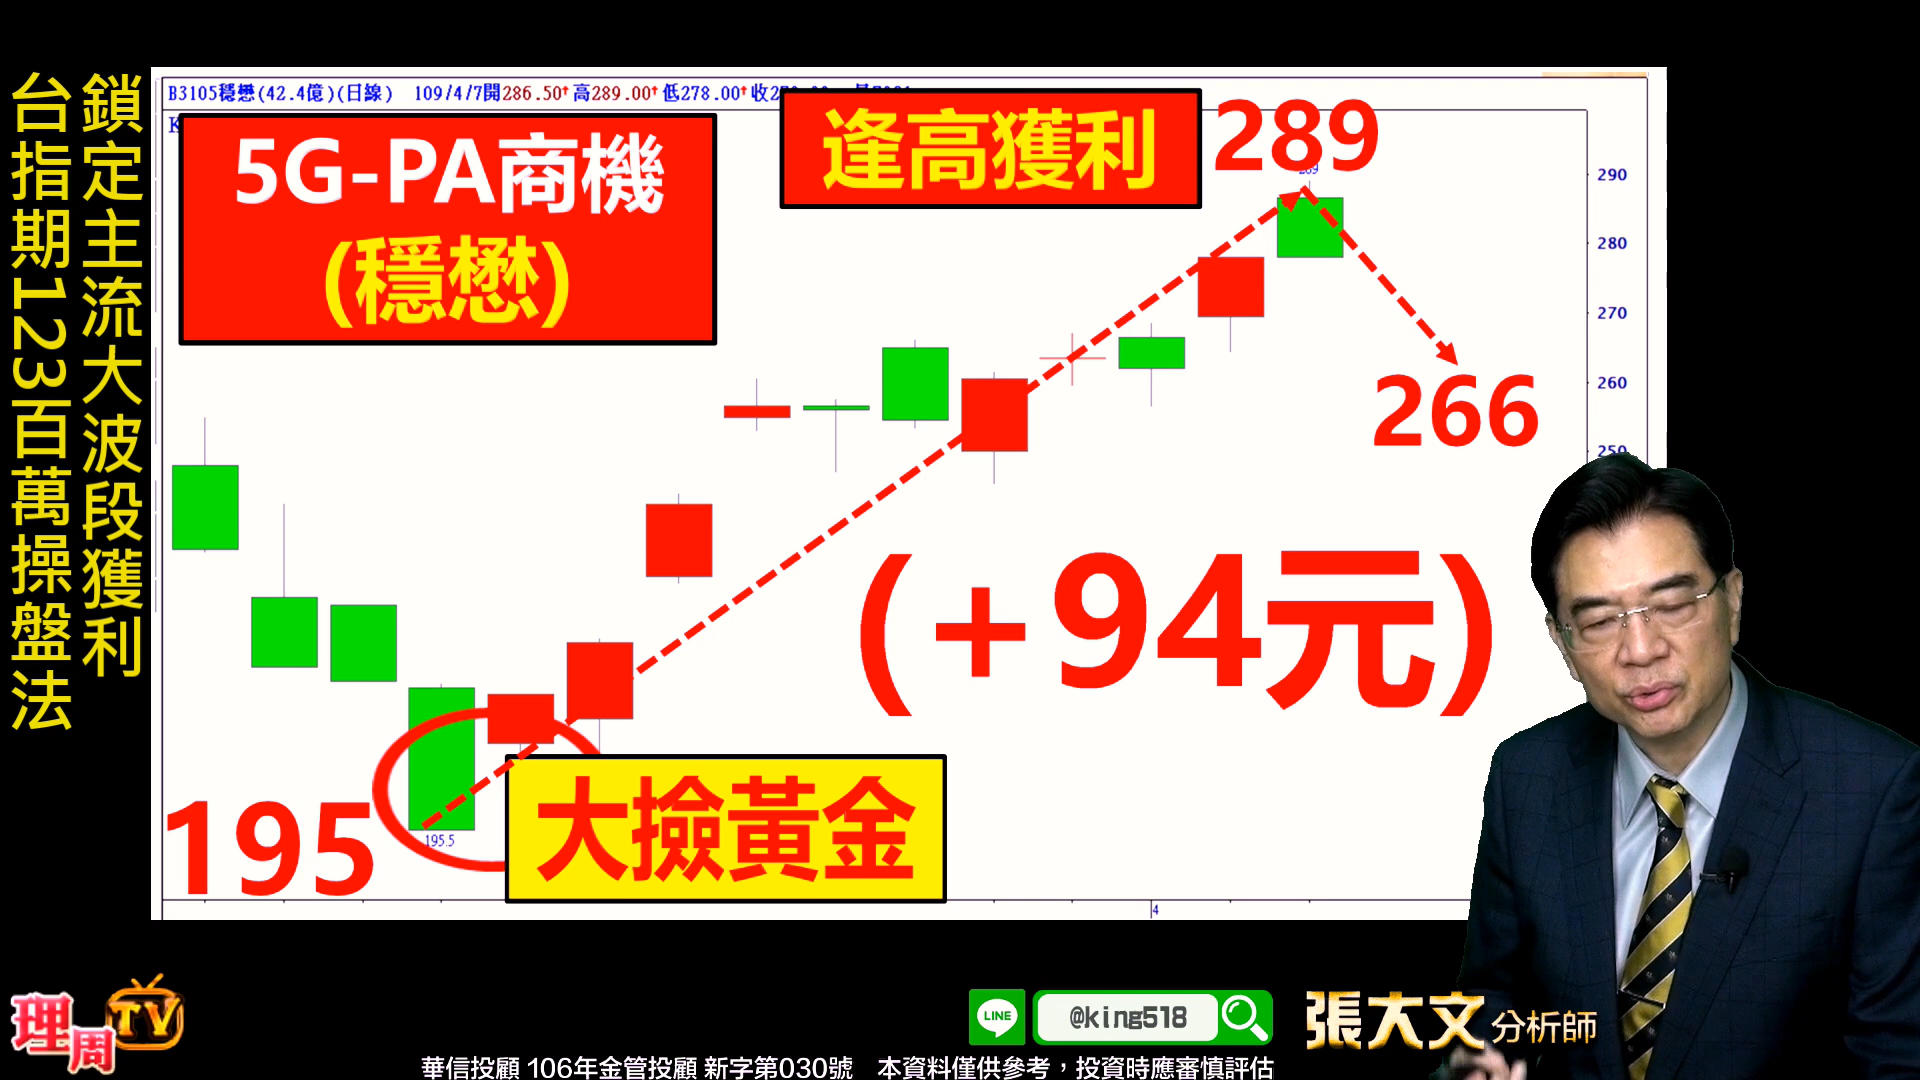 鎖定主流大波段獲利
台指期123百萬操盤法
B3105穩懋(42.4億)(日線) 109/4/7開286.50↑高289.00↑低278.00↑收
5G-PA商機
(穩懋)
逢高獲利
289
289
266
(+94元)
195
195.5
大撿黃金
290
280
270
260
250
4
理周TV
LINE
@king518
張大文 分析師
華信投顧 106年金管投顧 新字第030號 本資料僅供參考，投資時應審慎評估